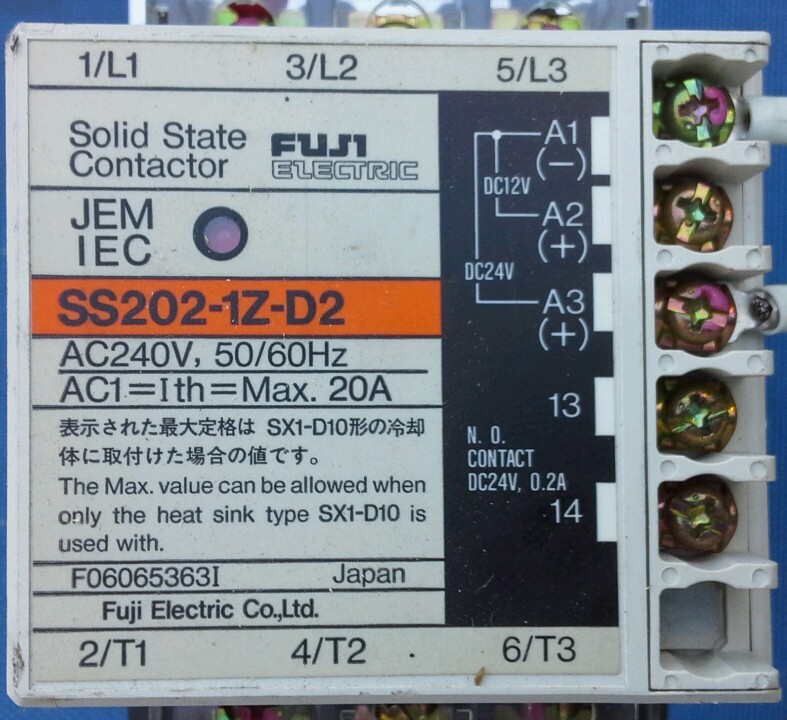 1/L1 3/L2 5/L3
Solid State
Contactor
FUJI
ELECTRIC
JEM
IEC
SS202-1Z-D2
AC240V, 50/60Hz
AC1=Ith=Max. 20A
表示された最大定格は SX1-D10形の冷却
体に取付けた場合の値です。
The Max. value can be allowed when
only the heat sink type SX1-D10 is
used with.
F06065363I Japan
Fuji Electric Co.,Ltd.
2/T1 4/T2 6/T3
A1
(−)
DC12V
A2
(+)
DC24V
A3
(+)
13
N. O.
CONTACT
DC24V, 0.2A
14